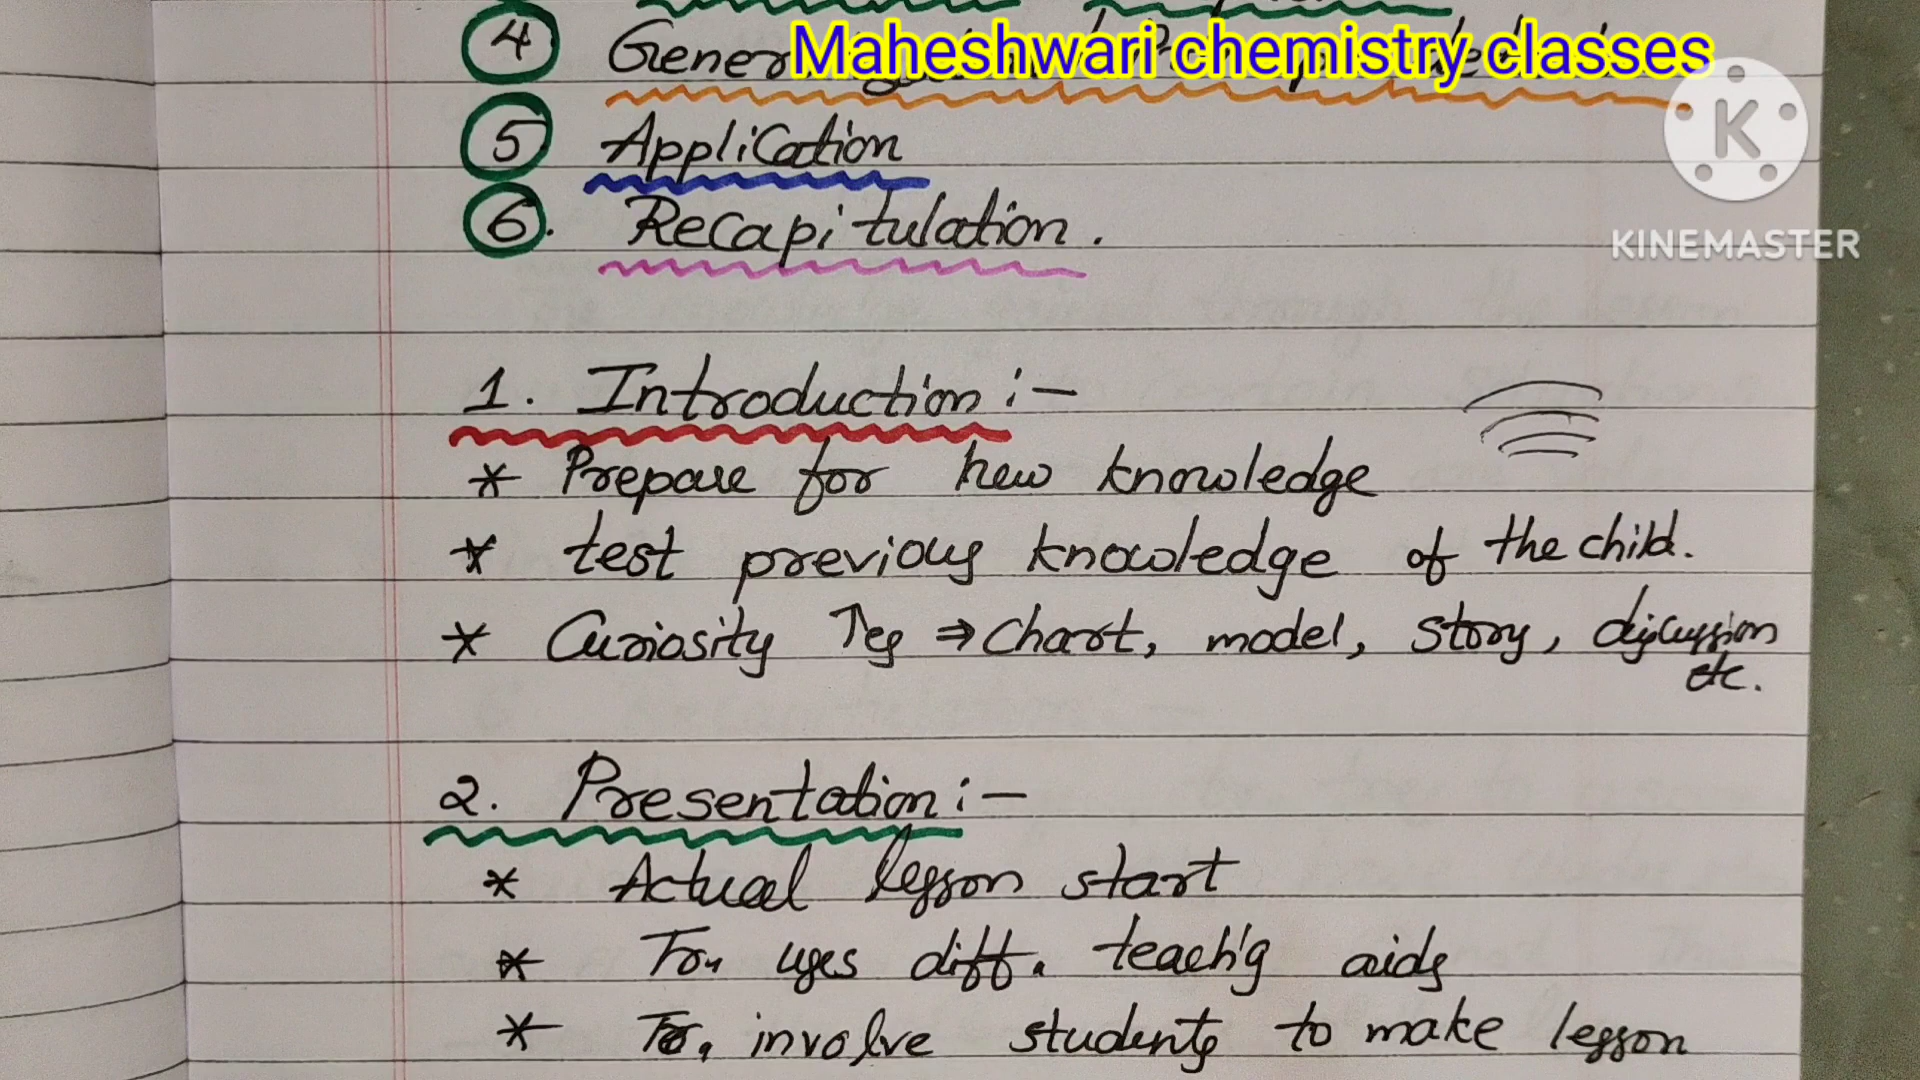 Maheshwari chemistry classes
4 Gener
5 Application
6. Recapitulation.
K
KINEMASTER
1. Introduction :-
* Prepare for new knowledge
* test previous knowledge of the child.
* Curiosity ↑es ⇒ Chart, model, story, discussion
etc.
2. Presentation :-
* Actual lesson start
* Tr. uses diff. teach'g aids
* Tr. involve students to make lesson